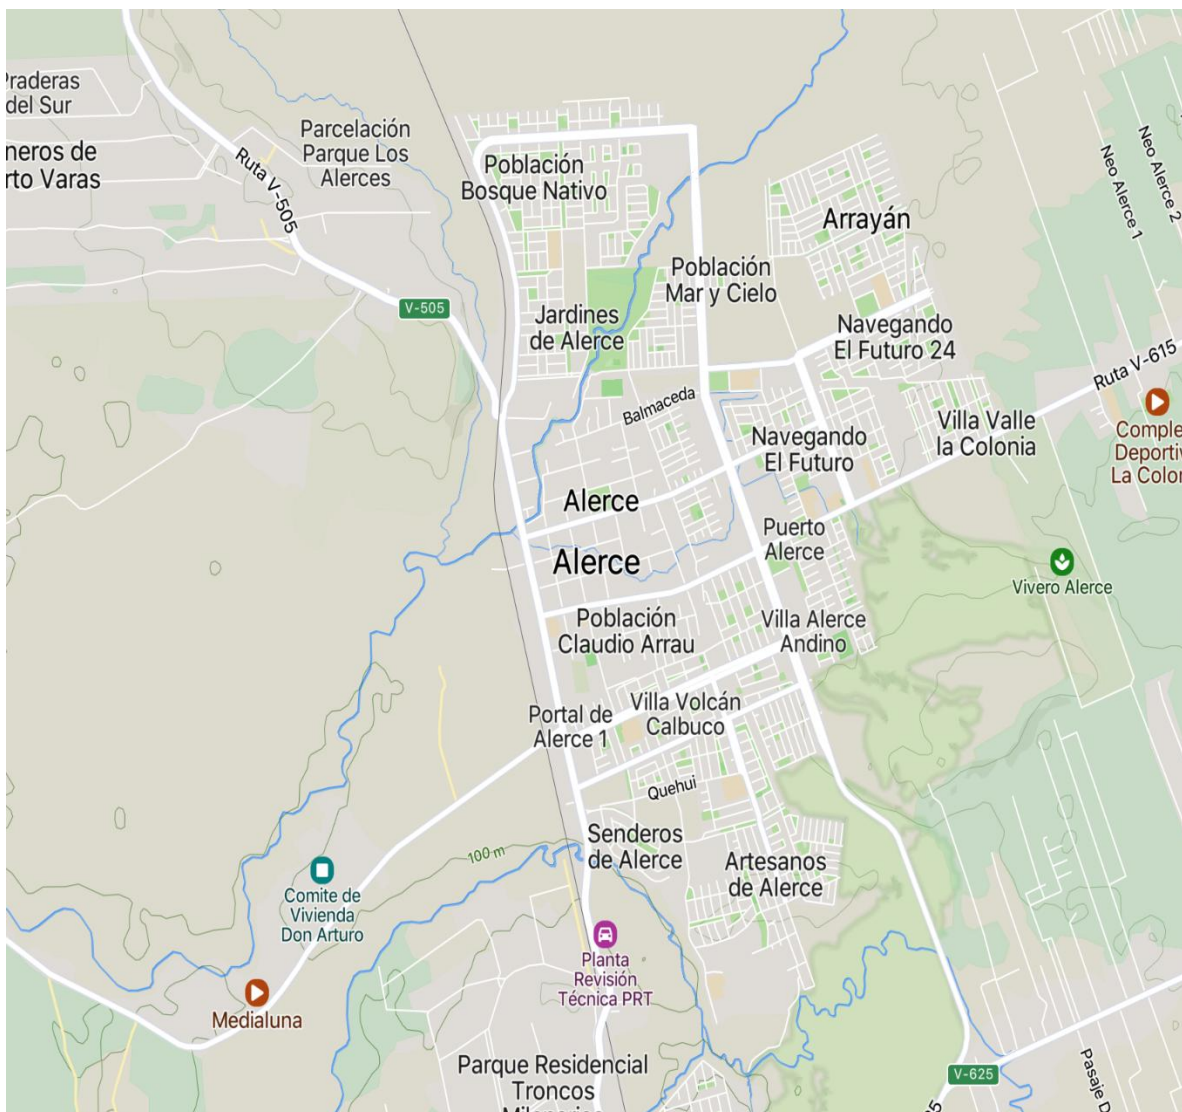 Praderas
del Sur
neros de
rto Varas
Parcelación
Parque Los
Alerces
Ruta V-505
V-505
Población
Bosque Nativo
Arrayán
Neo Alerce 1
Neo Alerce 2
Población
Mar y Cielo
Jardines
de Alerce
Navegando
El Futuro 24
Ruta V-615
Balmaceda
Villa Valle
la Colonia
Comple
Deportiv
La Color
Navegando
El Futuro
Alerce
Alerce
Puerto
Alerce
Vivero Alerce
Población
Claudio Arrau
Villa Alerce
Andino
Villa Volcán
Calbuco
Portal de
Alerce 1
Quehui
Senderos
de Alerce
100 m
Artesanos
de Alerce
Comite de
Vivienda
Don Arturo
Planta
Revisión
Técnica PRT
Medialuna
Parque Residencial
Troncos
V-625
Pasaje D